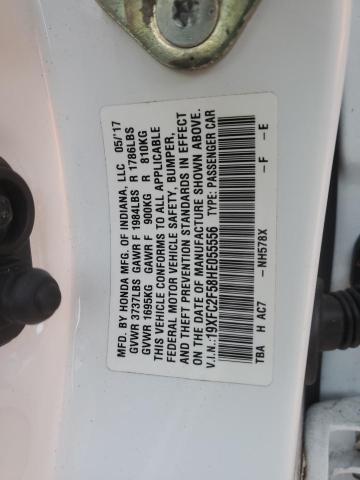 MFD. BY HONDA MFG. OF INDIANA, LLC 05/'17
GVWR 3737LBS GAWR F 1984LBS R 1786LBS
GVWR 1695KG GAWR F 900KG R 810KG
THIS VEHICLE CONFORMS TO ALL APPLICABLE
FEDERAL MOTOR VEHICLE SAFETY, BUMPER,
AND THEFT PREVENTION STANDARDS IN EFFECT
ON THE DATE OF MANUFACTURE SHOWN ABOVE.
V.I.N.: 19XFC2F58HE055556 TYPE: PASSENGER CAR
TBA H AC7 - NH578X - F - E